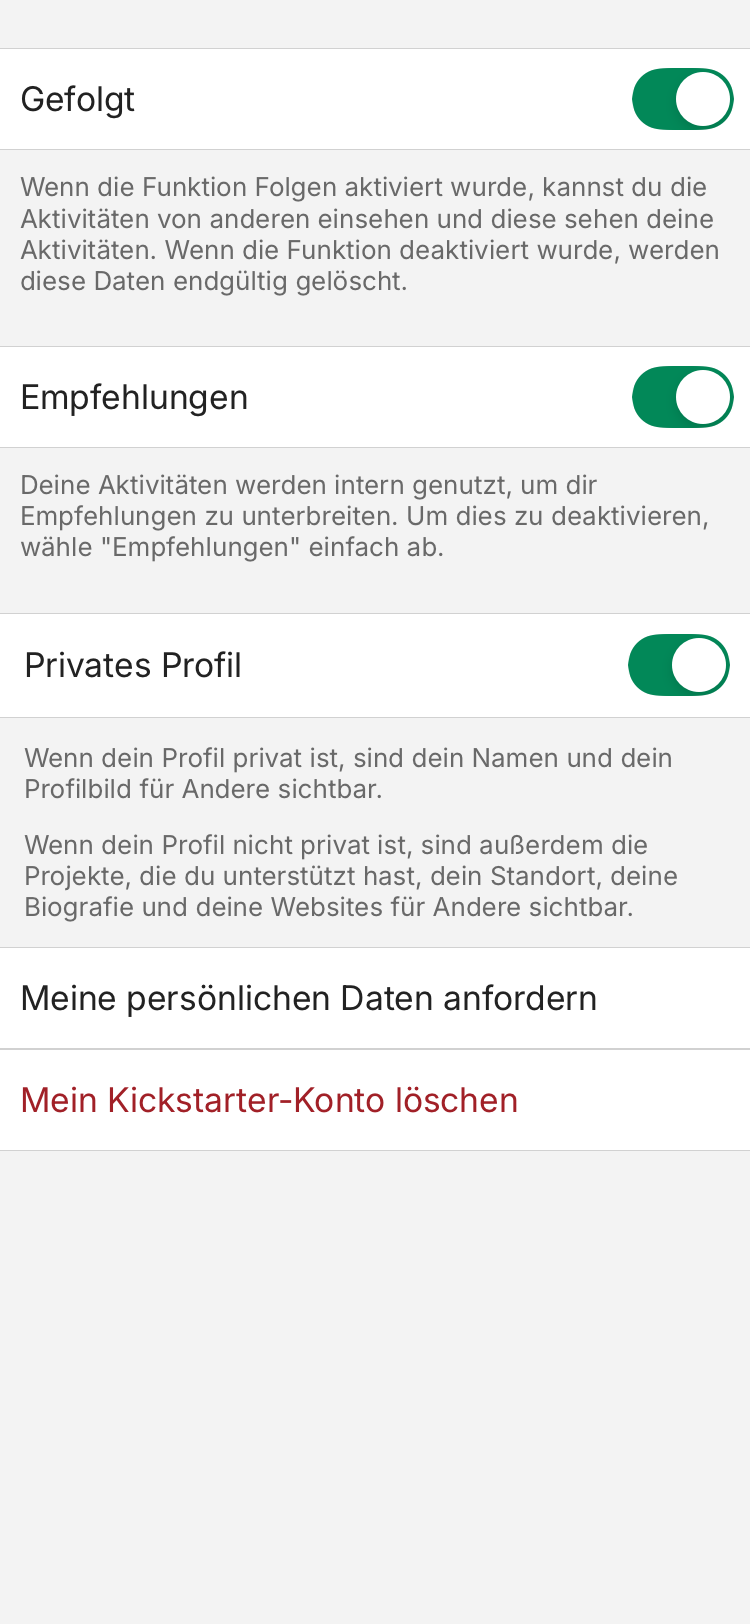 Gefolgt
Wenn die Funktion Folgen aktiviert wurde, kannst du die
Aktivitäten von anderen einsehen und diese sehen deine
Aktivitäten. Wenn die Funktion deaktiviert wurde, werden
diese Daten endgültig gelöscht.
Empfehlungen
Deine Aktivitäten werden intern genutzt, um dir
Empfehlungen zu unterbreiten. Um dies zu deaktivieren,
wähle "Empfehlungen" einfach ab.
Privates Profil
Wenn dein Profil privat ist, sind dein Namen und dein
Profilbild für Andere sichtbar.
Wenn dein Profil nicht privat ist, sind außerdem die
Projekte, die du unterstützt hast, dein Standort, deine
Biografie und deine Websites für Andere sichtbar.
Meine persönlichen Daten anfordern
Mein Kickstarter-Konto löschen